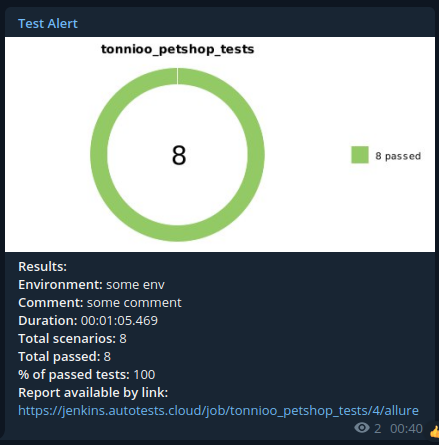 Test Alert
tonnioo_petshop_tests
8
8 passed
Results:
Environment: some env
Comment: some comment
Duration: 00:01:05.469
Total scenarios: 8
Total passed: 8
% of passed tests: 100
Report available by link:
https://jenkins.autotests.cloud/job/tonnioo_petshop_tests/4/allure
2 00:40